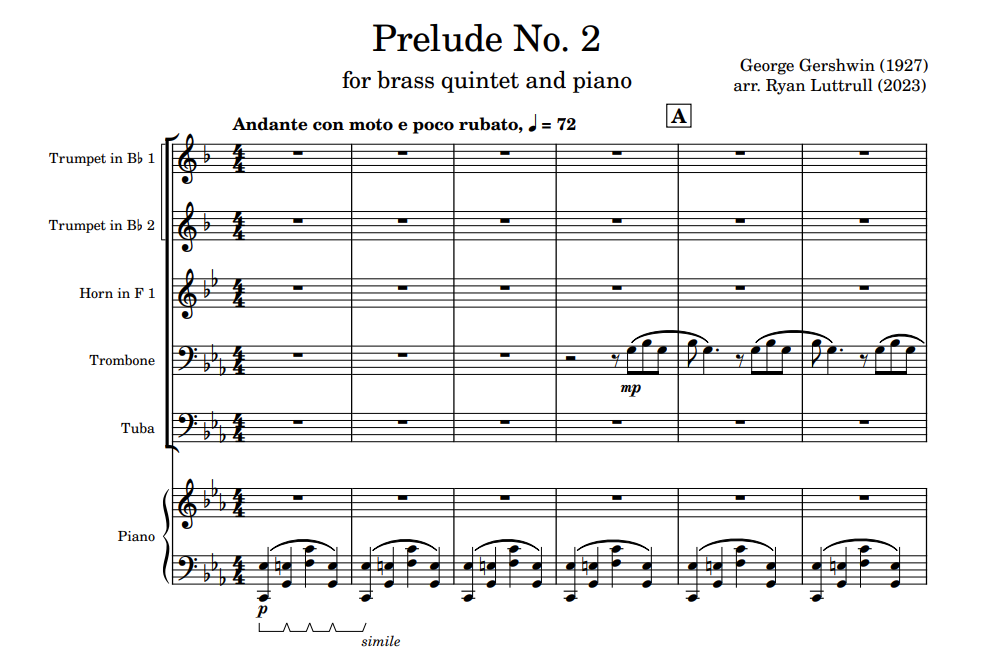 Prelude No. 2
for brass quintet and piano
George Gershwin (1927)
arr. Ryan Luttrull (2023)
Andante con moto e poco rubato, ♩ = 72
A
Trumpet in B♭ 1
Trumpet in B♭ 2
Horn in F 1
Trombone
mp
Tuba
Piano
p
simile